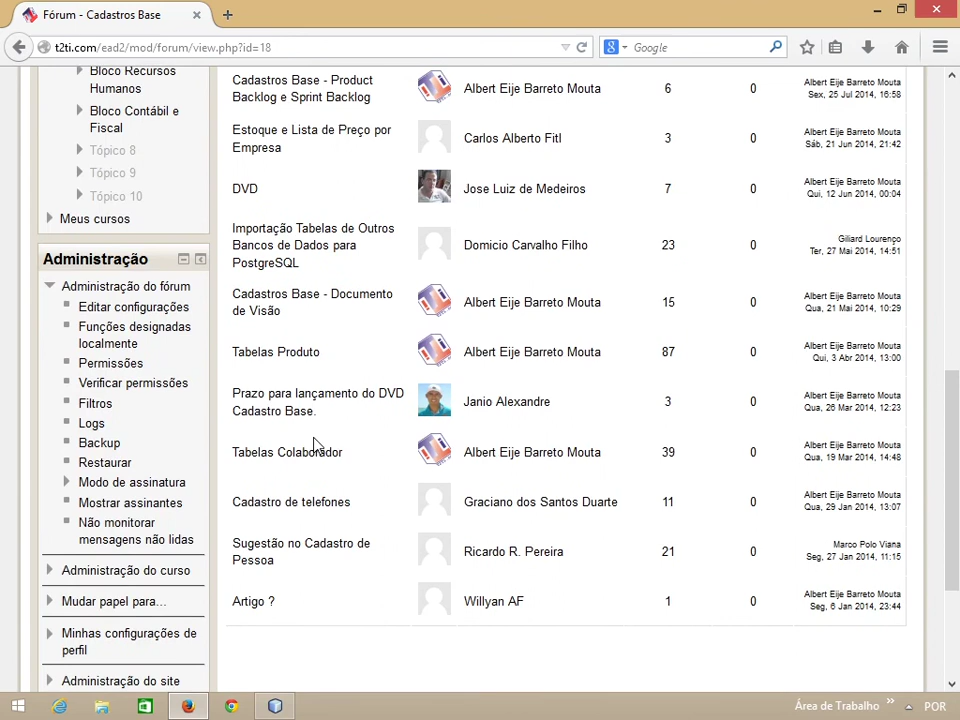 Fórum - Cadastros Base
t2ti.com/ead2/mod/forum/view.php?id=18
Google
Bloco Recursos
Humanos
Bloco Contábil e
Fiscal
Tópico 8
Tópico 9
Tópico 10
Meus cursos
Administração
Administração do fórum
Editar configurações
Funções designadas
localmente
Permissões
Verificar permissões
Filtros
Logs
Backup
Restaurar
Modo de assinatura
Mostrar assinantes
Não monitorar
mensagens não lidas
Administração do curso
Mudar papel para...
Minhas configurações de
perfil
Administração do site
Cadastros Base - Product
Backlog e Sprint Backlog
Albert Eije Barreto Mouta
6
0
Albert Eije Barreto Mouta
Sex, 25 Jul 2014, 16:58
Estoque e Lista de Preço por
Empresa
Carlos Alberto Fitl
3
0
Albert Eije Barreto Mouta
Sáb, 21 Jun 2014, 21:42
DVD
Jose Luiz de Medeiros
7
0
Albert Eije Barreto Mouta
Qui, 12 Jun 2014, 00:04
Importação Tabelas de Outros
Bancos de Dados para
PostgreSQL
Domicio Carvalho Filho
23
0
Giliard Lourenço
Ter, 27 Mai 2014, 14:51
Cadastros Base - Documento
de Visão
Albert Eije Barreto Mouta
15
0
Albert Eije Barreto Mouta
Qua, 21 Mai 2014, 10:29
Tabelas Produto
Albert Eije Barreto Mouta
87
0
Albert Eije Barreto Mouta
Qui, 3 Abr 2014, 13:00
Prazo para lançamento do DVD
Cadastro Base.
Janio Alexandre
3
0
Albert Eije Barreto Mouta
Qua, 26 Mar 2014, 12:23
Tabelas Colaborador
Albert Eije Barreto Mouta
39
0
Albert Eije Barreto Mouta
Qua, 19 Mar 2014, 14:48
Cadastro de telefones
Graciano dos Santos Duarte
11
0
Albert Eije Barreto Mouta
Qua, 29 Jan 2014, 13:07
Sugestão no Cadastro de
Pessoa
Ricardo R. Pereira
21
0
Marco Polo Viana
Seg, 27 Jan 2014, 11:15
Artigo ?
Willyan AF
1
0
Albert Eije Barreto Mouta
Seg, 6 Jan 2014, 23:44
Área de Trabalho
POR